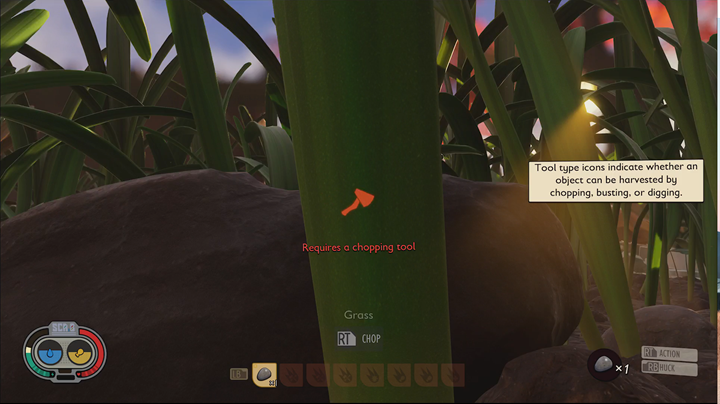 Tool type icons indicate whether an
object can be harvested by
chopping, busting, or digging.
Requires a chopping tool
Grass
RT CHOP
SCA.G
×1
RT ACTION
RB HUCK